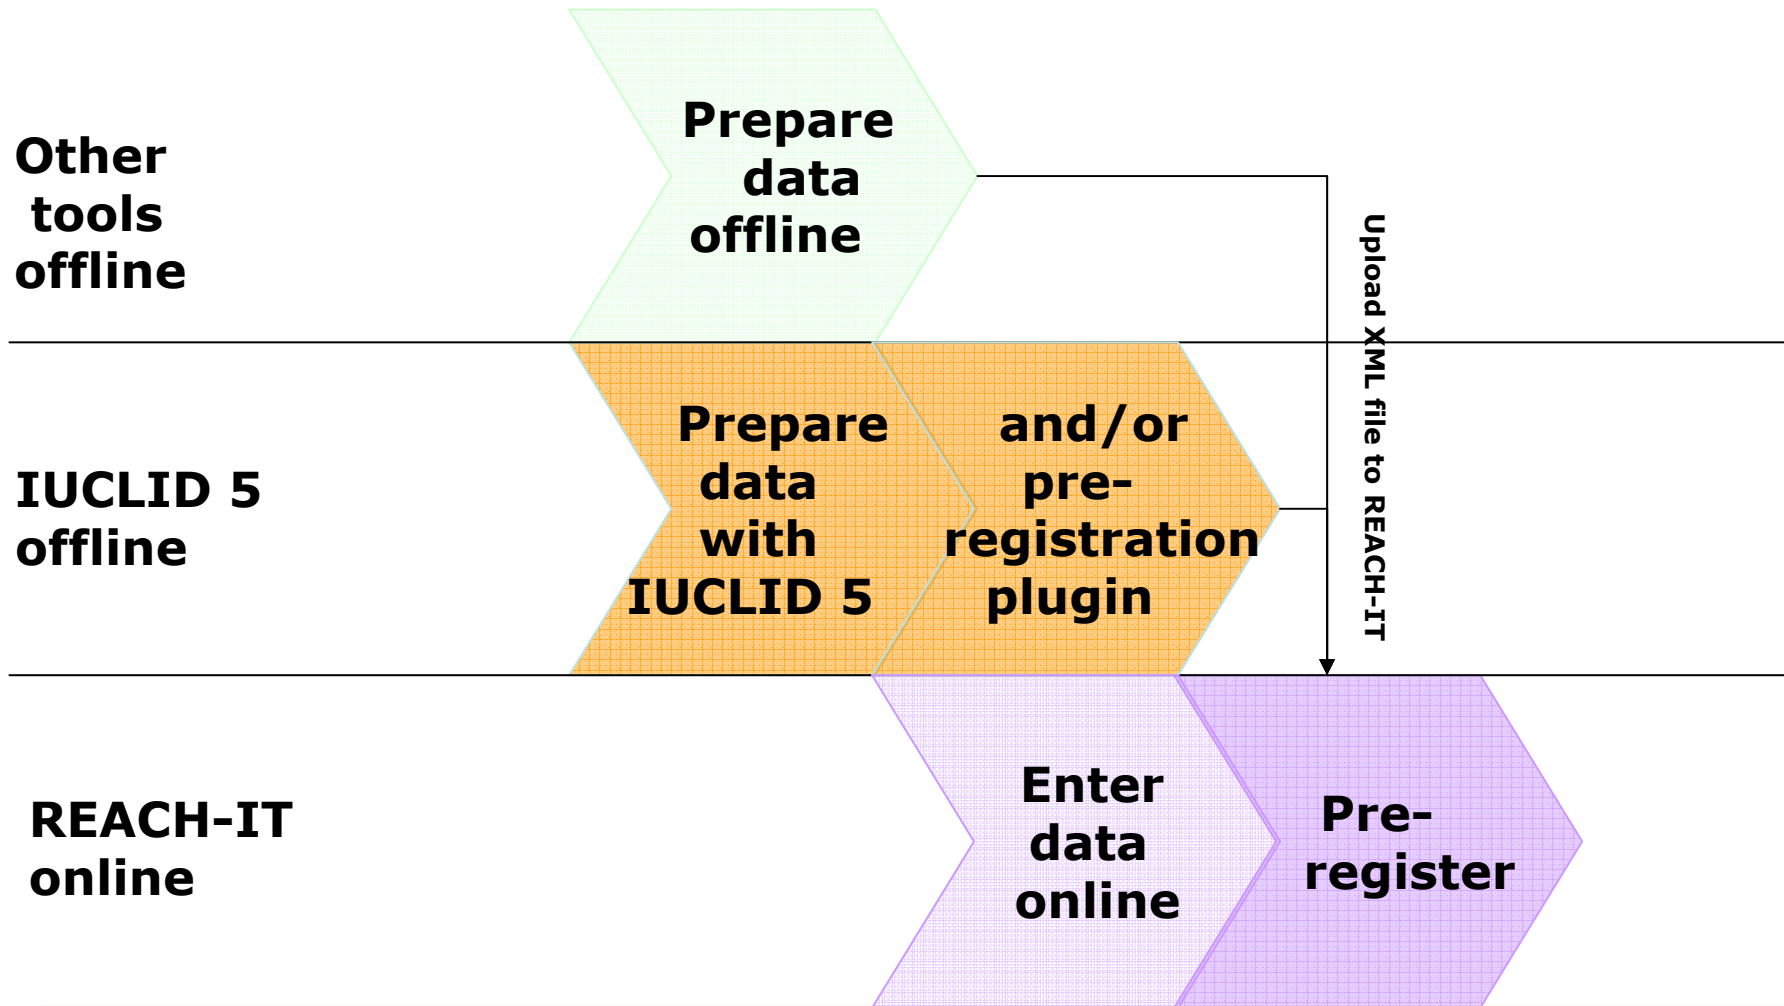 Other
tools
offline
Prepare
data
offline
Upload XML file to REACH-IT
IUCLID 5
offline
Prepare
data
with
IUCLID 5
and/or
pre-
registration
plugin
REACH-IT
online
Enter
data
online
Pre-
register